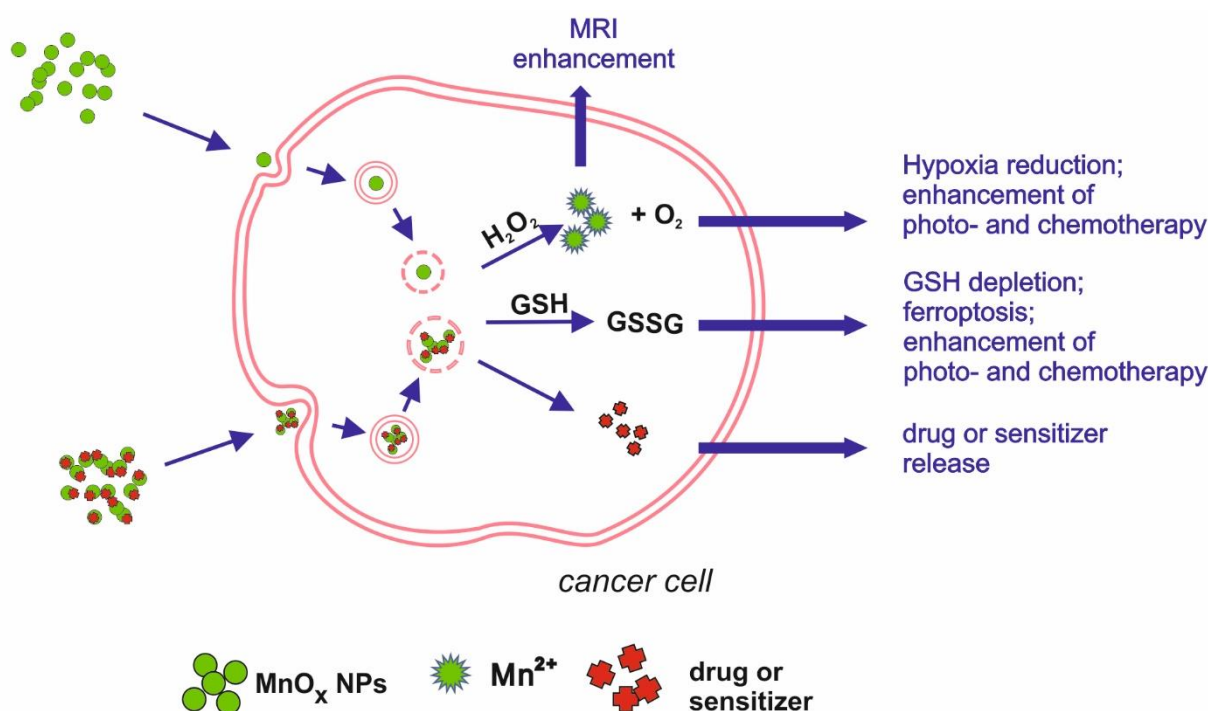 MRI
enhancement
Hypoxia reduction;
enhancement of
photo- and chemotherapy
H₂O₂
+ O₂
GSH depletion;
ferroptosis;
enhancement of
photo- and chemotherapy
GSH
GSSG
drug or sensitizer
release
cancer cell
MnOₓ NPs
Mn²⁺
drug or
sensitizer